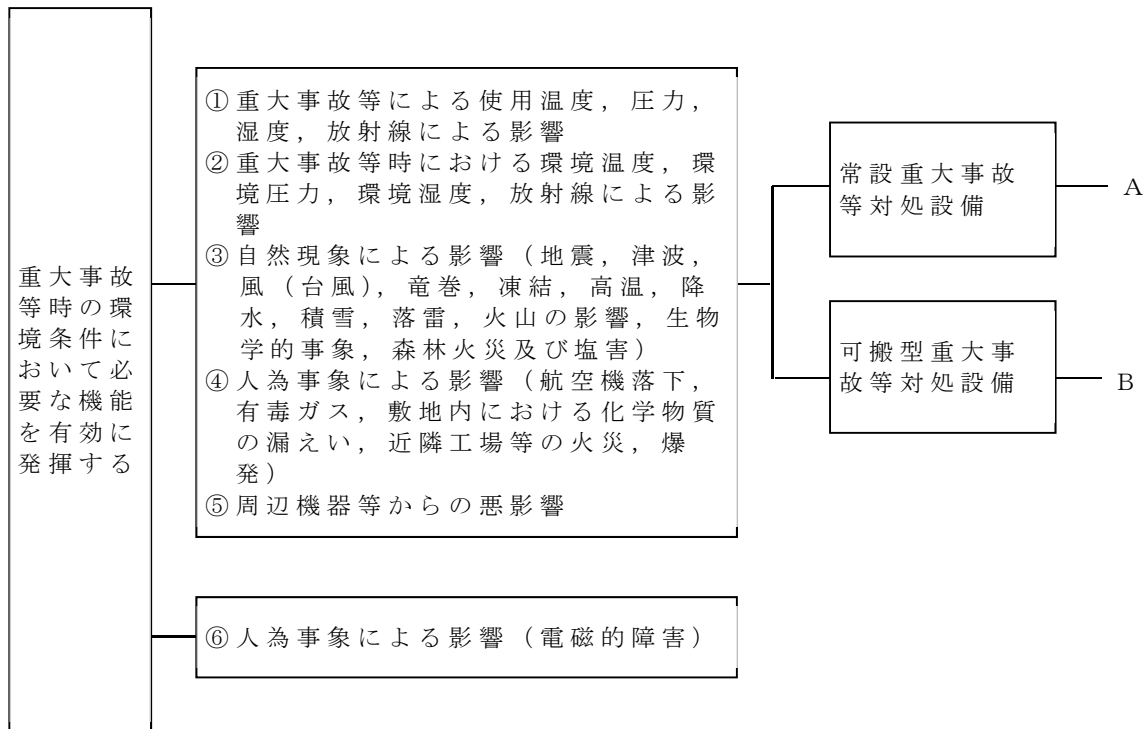 重大事故
等時の環
境条件に
おいて必
要な機能
を有効に
発揮する
①重大事故等による使用温度，圧力，
湿度，放射線による影響
②重大事故等時における環境温度，環
境圧力，環境湿度，放射線による影
響
③自然現象による影響（地震，津波，
風（台風），竜巻，凍結，高温，降
水，積雪，落雷，火山の影響，生物
学的事象，森林火災及び塩害）
④人為事象による影響（航空機落下，
有毒ガス，敷地内における化学物質
の漏えい，近隣工場等の火災，爆
発）
⑤周辺機器等からの悪影響
⑥人為事象による影響（電磁的障害）
常設重大事故
等対処設備
A
可搬型重大事
故等対処設備
B